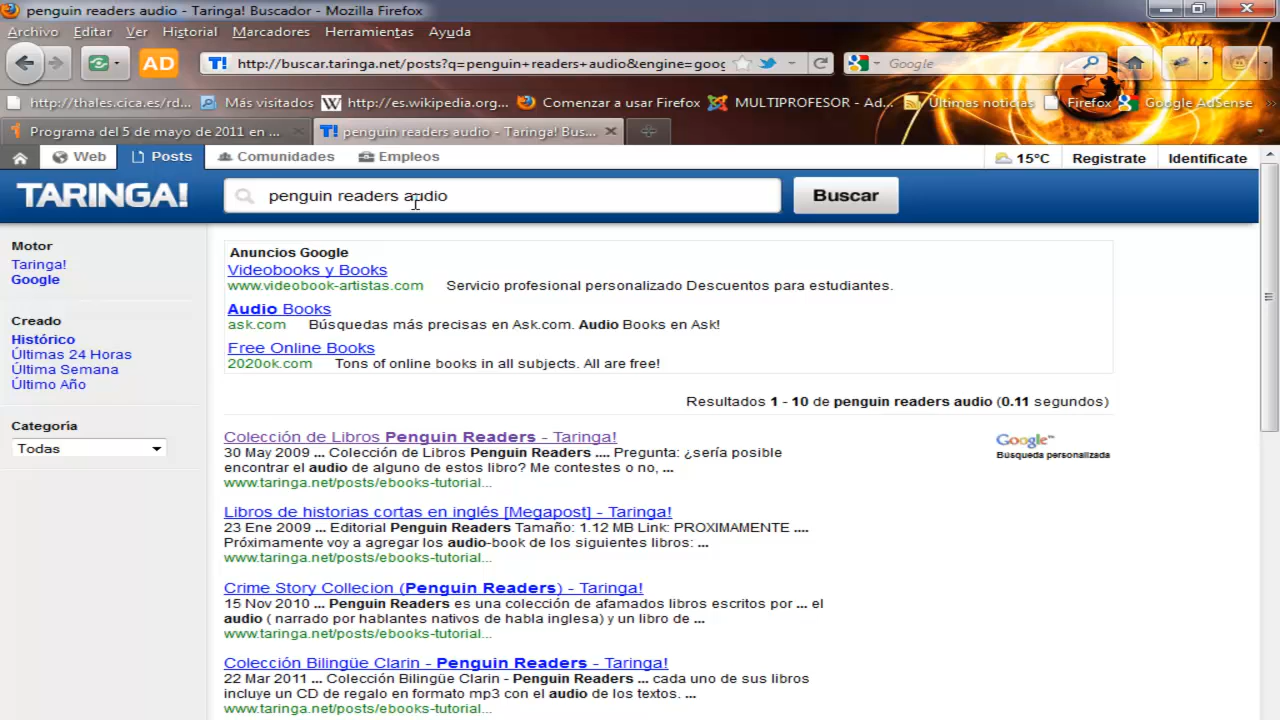 penguin readers audio - Taringa! Buscador - Mozilla Firefox
Archivo Editar Ver Historial Marcadores Herramientas Ayuda
AD T! http://buscar.taringa.net/posts?q=penguin+readers+audio&engine=goog Google
http://thales.cica.es/rd... Más visitados W http://es.wikipedia.org... Comenzar a usar Firefox MULTIPROFESOR - Ad... Últimas noticias Firefox Google AdSense
Programa del 5 de mayo de 2011 en ... T! penguin readers audio - Taringa! Bus...
Web Posts Comunidades Empleos 15°C Registrate Identificate
TARINGA! penguin readers audio Buscar
Motor
Taringa!
Google
Creado
Histórico
Últimas 24 Horas
Última Semana
Último Año
Categoría
Todas
Anuncios Google
Videobooks y Books
www.videobook-artistas.com Servicio profesional personalizado Descuentos para estudiantes.
Audio Books
ask.com Búsquedas más precisas en Ask.com. Audio Books en Ask!
Free Online Books
2020ok.com Tons of online books in all subjects. All are free!
Resultados 1 - 10 de penguin readers audio (0.11 segundos)
Colección de Libros Penguin Readers - Taringa!
30 May 2009 ... Colección de Libros Penguin Readers .... Pregunta: ¿sería posible
encontrar el audio de alguno de estos libro? Me contestes o no, ...
www.taringa.net/posts/ebooks-tutorial...
Google™
Búsqueda personalizada
Libros de historias cortas en inglés [Megapost] - Taringa!
23 Ene 2009 ... Editorial Penguin Readers Tamaño: 1.12 MB Link: PROXIMAMENTE ....
Próximamente voy a agregar los audio-book de los siguientes libros: ...
www.taringa.net/posts/ebooks-tutorial...
Crime Story Collecion (Penguin Readers) - Taringa!
15 Nov 2010 ... Penguin Readers es una colección de afamados libros escritos por ... el
audio ( narrado por hablantes nativos de habla inglesa) y un libro de ...
www.taringa.net/posts/ebooks-tutorial...
Colección Bilingüe Clarin - Penguin Readers - Taringa!
22 Mar 2011 ... Colección Bilingüe Clarin - Penguin Readers ... cada uno de sus libros
incluye un CD de regalo en formato mp3 con el audio de los textos. ...
www.taringa.net/posts/ebooks-tutorial...